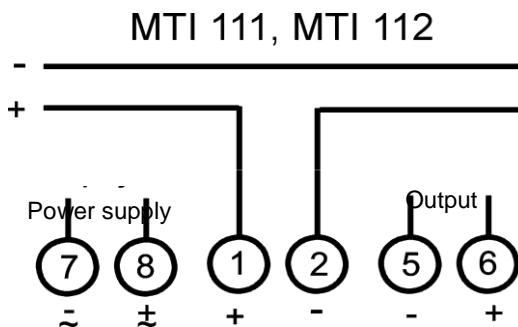 MTI 111, MTI 112
-
+
Power supply
Output
7 8 1 2 5 6
- ± + - - +
~ ~